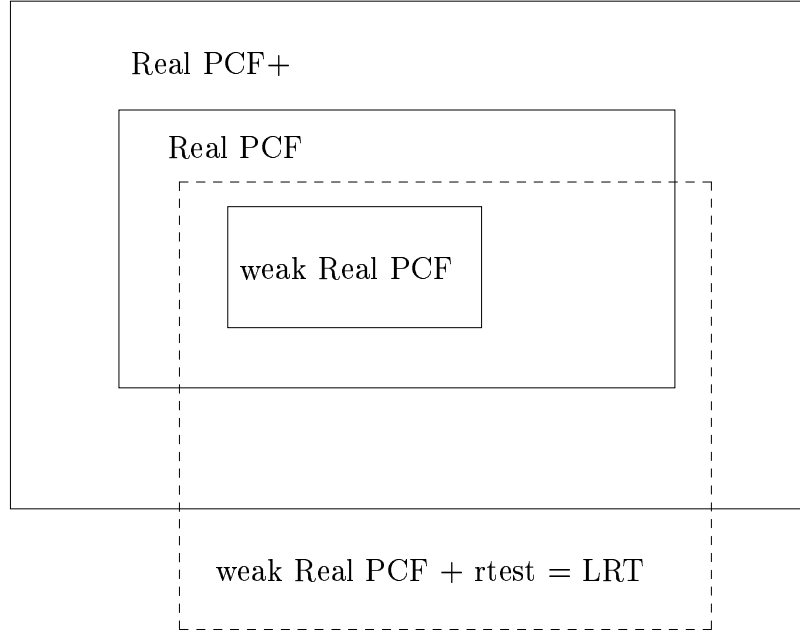 Real PCF+
Real PCF
weak Real PCF
weak Real PCF + rtest = LRT